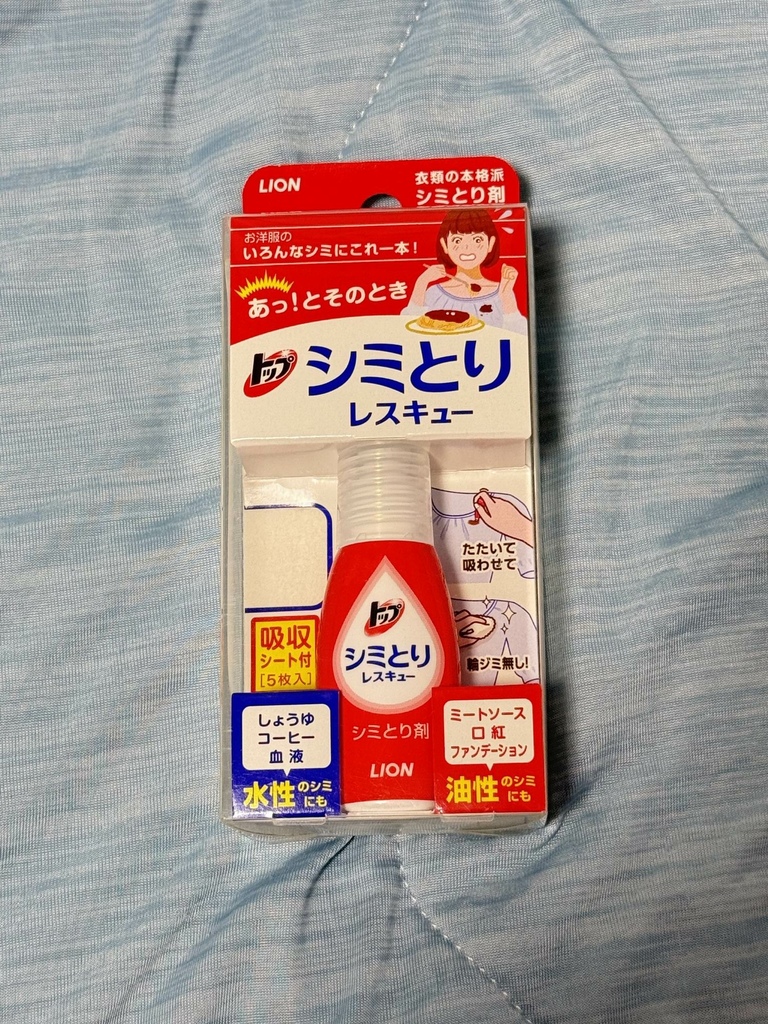 LION
衣類の本格派
シミとり剤
お洋服の
いろんなシミにこれ一本!
あっ!とそのとき
トップ
シミとり
レスキュー
たたいて
吸わせて
トップ
シミとり
レスキュー
シミとり剤
LION
吸収
シート付
[5枚入]
輪ジミ無し!
しょうゆ
コーヒー
血液
水性のシミにも
ミートソース
口紅
ファンデーション
油性のシミにも